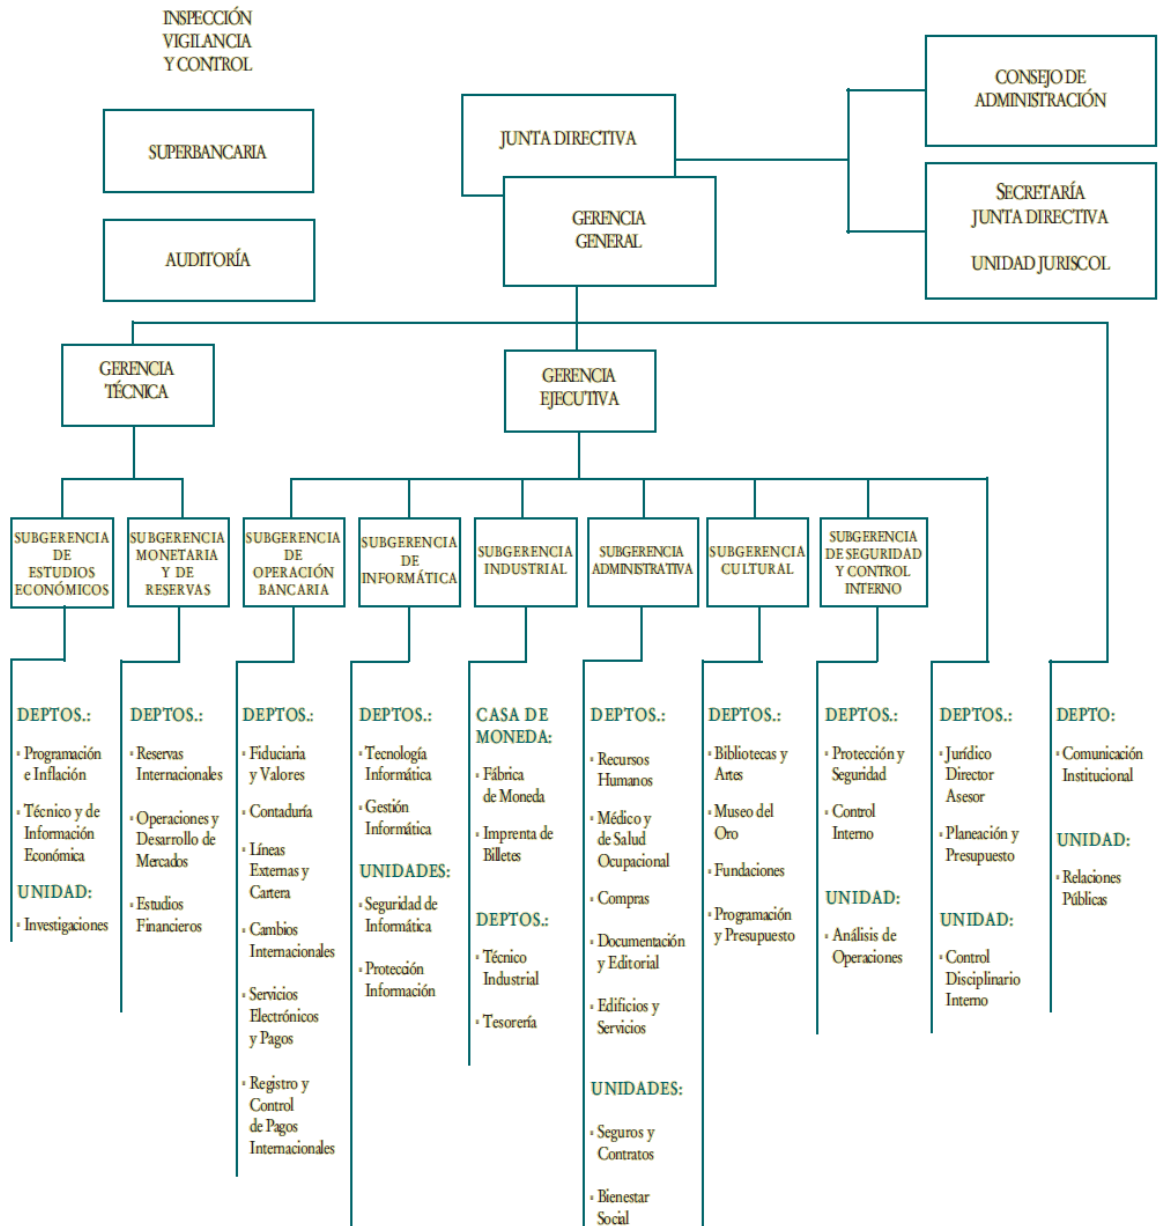 INSPECCIÓN
VIGILANCIA
Y CONTROL
SUPERBANCARIA
AUDITORÍA
JUNTA DIRECTIVA
GERENCIA
GENERAL
CONSEJO DE
ADMINISTRACIÓN
SECRETARÍA
JUNTA DIRECTIVA
UNIDAD JURISCOL
GERENCIA
TÉCNICA
GERENCIA
EJECUTIVA
SUBGERENCIA
DE
ESTUDIOS
ECONÓMICOS
SUBGERENCIA
MONETARIA
Y DE
RESERVAS
SUBGERENCIA
DE
OPERACIÓN
BANCARIA
SUBGERENCIA
DE
INFORMÁTICA
SUBGERENCIA
INDUSTRIAL
SUBGERENCIA
ADMINISTRATIVA
SUBGERENCIA
CULTURAL
SUBGERENCIA
DE SEGURIDAD
Y CONTROL
INTERNO
DEPTOS.:
Programación
e Inflación
Técnico y de
Información
Económica
UNIDAD:
Investigaciones
DEPTOS.:
Reservas
Internacionales
Operaciones y
Desarrollo de
Mercados
Estudios
Financieros
DEPTOS.:
Fiduciaria
y Valores
Contaduría
Líneas
Externas y
Cartera
Cambios
Internacionales
Servicios
Electrónicos
y Pagos
Registro y
Control
de Pagos
Internacionales
DEPTOS.:
Tecnología
Informática
Gestión
Informática
UNIDADES:
Seguridad de
Informática
Protección
Información
CASA DE
MONEDA:
Fábrica
de Moneda
Imprenta de
Billetes
DEPTOS.:
Técnico
Industrial
Tesorería
DEPTOS.:
Recursos
Humanos
Médico y
de Salud
Ocupacional
Compras
Documentación
y Editorial
Edificios y
Servicios
UNIDADES:
Seguros y
Contratos
Bienestar
Social
DEPTOS.:
Bibliotecas y
Artes
Museo del
Oro
Fundaciones
Programación
y Presupuesto
DEPTOS.:
Protección y
Seguridad
Control
Interno
UNIDAD:
Análisis de
Operaciones
DEPTOS.:
Jurídico
Director
Asesor
Planeación y
Presupuesto
UNIDAD:
Control
Disciplinario
Interno
DEPTO:
Comunicación
Institucional
UNIDAD:
Relaciones
Públicas